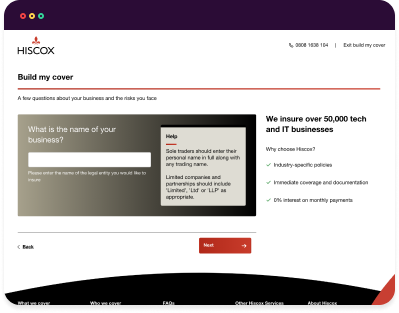 HISCOX
0808 1638 164 | Exit build my cover
Build my cover
A few questions about your business and the risks you face
What is the name of your
business?
Please enter the name of the legal entity you would like to
insure
Help
Sole traders should enter their
personal name in full along with
any trading name.
Limited companies and
partnerships should include
'Limited', 'Ltd' or 'LLP' as
appropriate.
We insure over 50,000 tech
and IT businesses
Why choose Hiscox?
Industry-specific policies
Immediate coverage and documentation
0% interest on monthly payments
Back
Next
What we cover
Who we cover
FAQs
Other Hiscox Services
About Hiscox